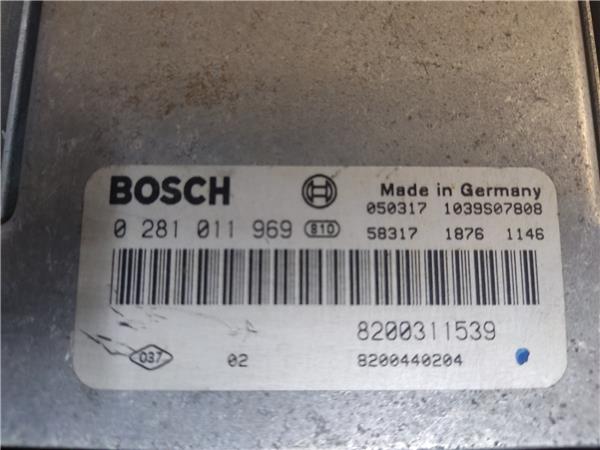 BOSCH
Made in Germany
050317 1039S07808
0 281 011 969 810
58317 1876 1146
8200311539
037 02 8200440204